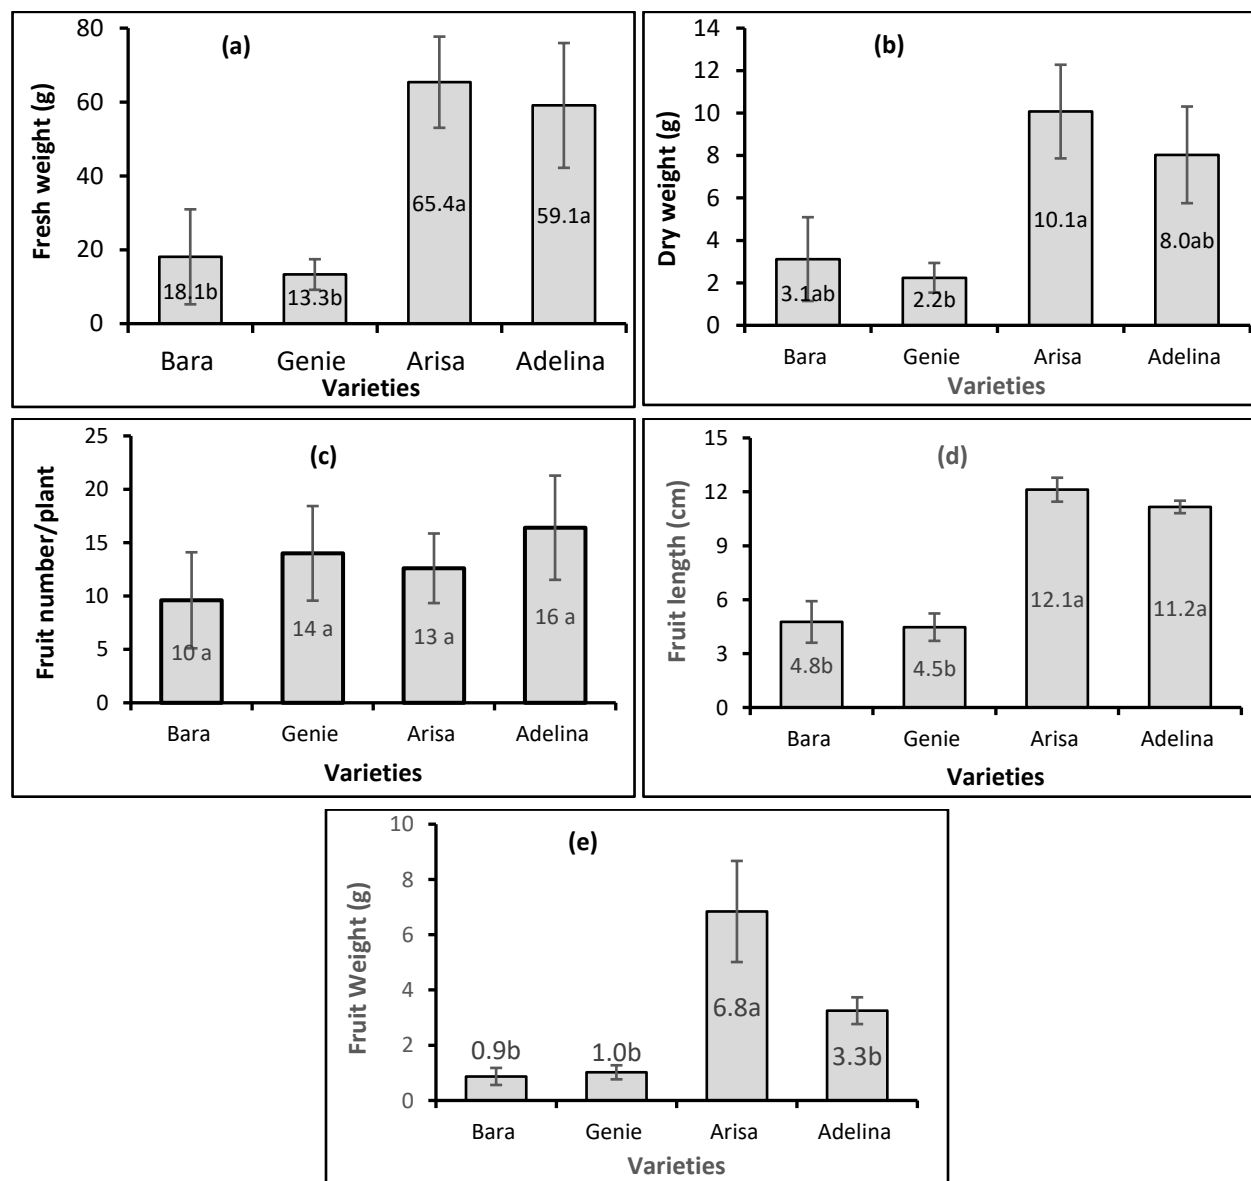 (a)
Fresh weight (g)
80
60
40
20
0
18.1b
13.3b
65.4a
59.1a
Bara Genie Arisa Adelina
Varieties
(b)
Dry weight (g)
14
12
10
8
6
4
2
0
3.1ab
2.2b
10.1a
8.0ab
Bara Genie Arisa Adelina
Varieties
(c)
Fruit number/plant
25
20
15
10
5
0
10 a
14 a
13 a
16 a
Bara Genie Arisa Adelina
Varieties
(d)
Fruit length (cm)
15
12
9
6
3
0
4.8b
4.5b
12.1a
11.2a
Bara Genie Arisa Adelina
Varieties
(e)
Fruit Weight (g)
10
8
6
4
2
0
0.9b
1.0b
6.8a
3.3b
Bara Genie Arisa Adelina
Varieties